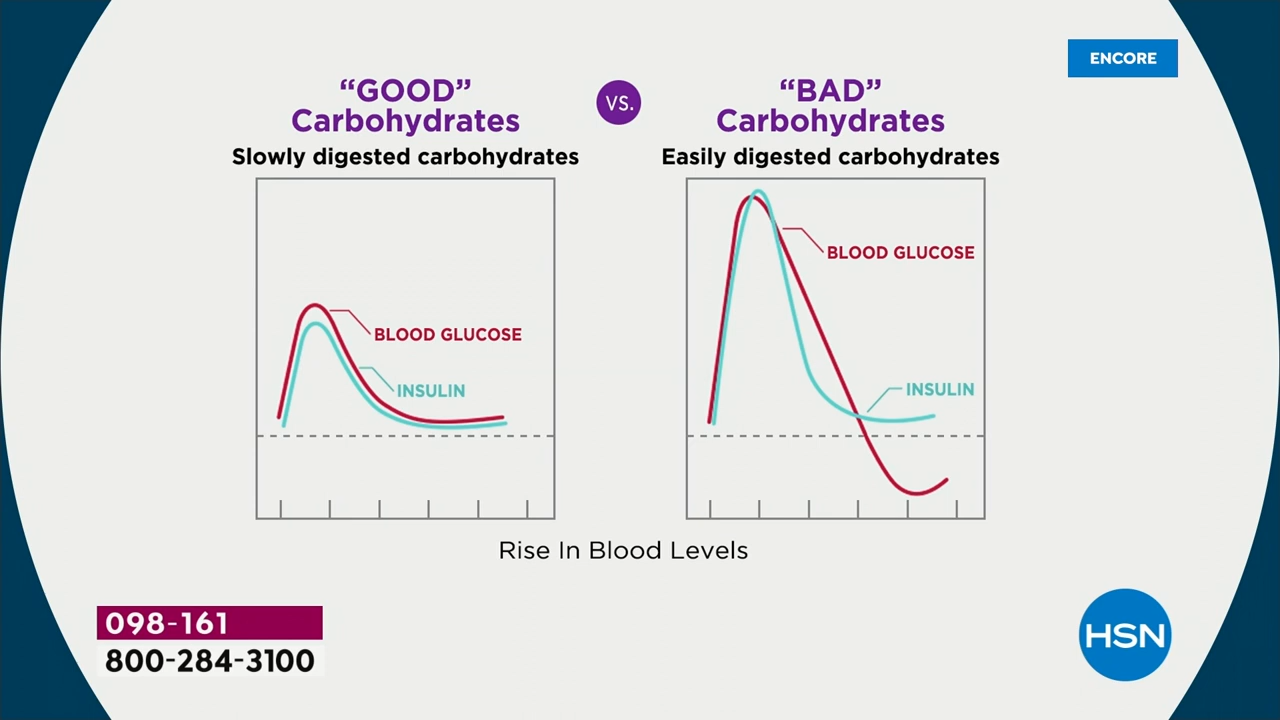 ENCORE
“GOOD”
Carbohydrates
Slowly digested carbohydrates
VS.
“BAD”
Carbohydrates
Easily digested carbohydrates
BLOOD GLUCOSE
INSULIN
BLOOD GLUCOSE
INSULIN
Rise In Blood Levels
098-161
800-284-3100
HSN